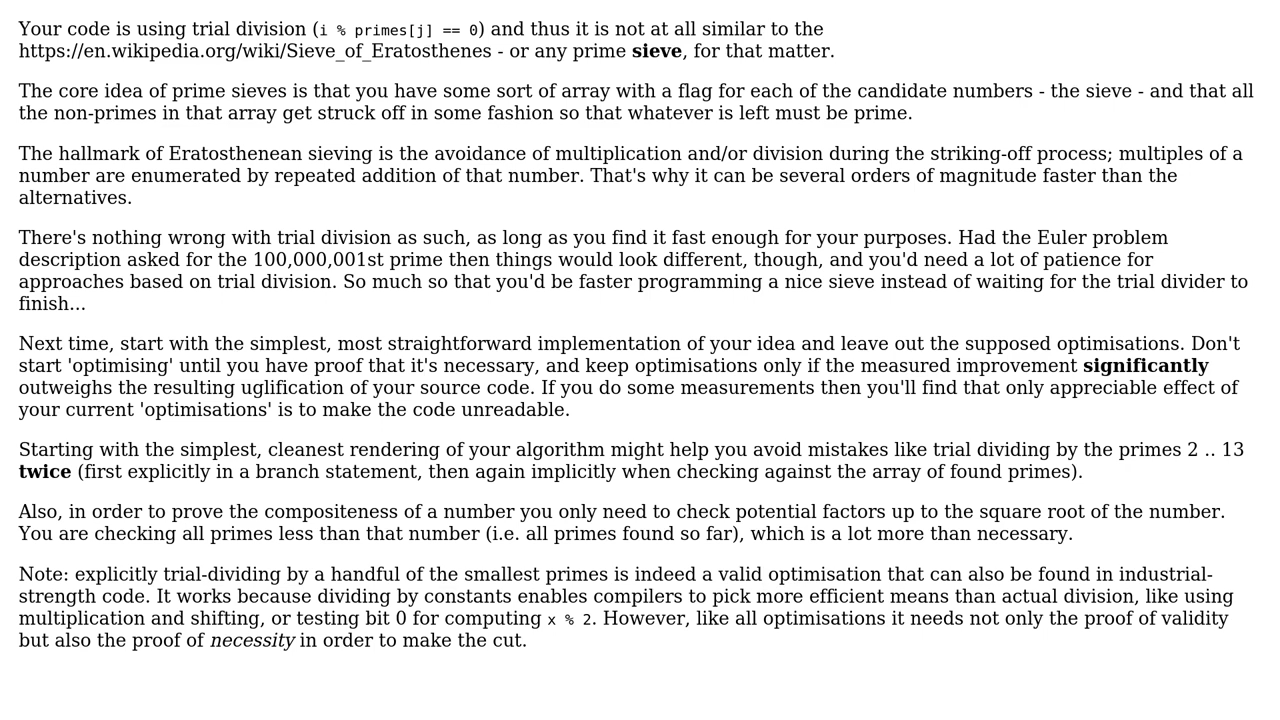 Your code is using trial division (i % primes[j] == 0) and thus it is not at all similar to the
https://en.wikipedia.org/wiki/Sieve_of_Eratosthenes - or any prime sieve, for that matter.
The core idea of prime sieves is that you have some sort of array with a flag for each of the candidate numbers - the sieve - and that all
the non-primes in that array get struck off in some fashion so that whatever is left must be prime.
The hallmark of Eratosthenean sieving is the avoidance of multiplication and/or division during the striking-off process; multiples of a
number are enumerated by repeated addition of that number. That's why it can be several orders of magnitude faster than the
alternatives.
There's nothing wrong with trial division as such, as long as you find it fast enough for your purposes. Had the Euler problem
description asked for the 100,000,001st prime then things would look different, though, and you'd need a lot of patience for
approaches based on trial division. So much so that you'd be faster programming a nice sieve instead of waiting for the trial divider to
finish...
Next time, start with the simplest, most straightforward implementation of your idea and leave out the supposed optimisations. Don't
start 'optimising' until you have proof that it's necessary, and keep optimisations only if the measured improvement significantly
outweighs the resulting uglification of your source code. If you do some measurements then you'll find that only appreciable effect of
your current 'optimisations' is to make the code unreadable.
Starting with the simplest, cleanest rendering of your algorithm might help you avoid mistakes like trial dividing by the primes 2 .. 13
twice (first explicitly in a branch statement, then again implicitly when checking against the array of found primes).
Also, in order to prove the compositeness of a number you only need to check potential factors up to the square root of the number.
You are checking all primes less than that number (i.e. all primes found so far), which is a lot more than necessary.
Note: explicitly trial-dividing by a handful of the smallest primes is indeed a valid optimisation that can also be found in industrial-
strength code. It works because dividing by constants enables compilers to pick more efficient means than actual division, like using
multiplication and shifting, or testing bit 0 for computing x % 2. However, like all optimisations it needs not only the proof of validity
but also the proof of necessity in order to make the cut.